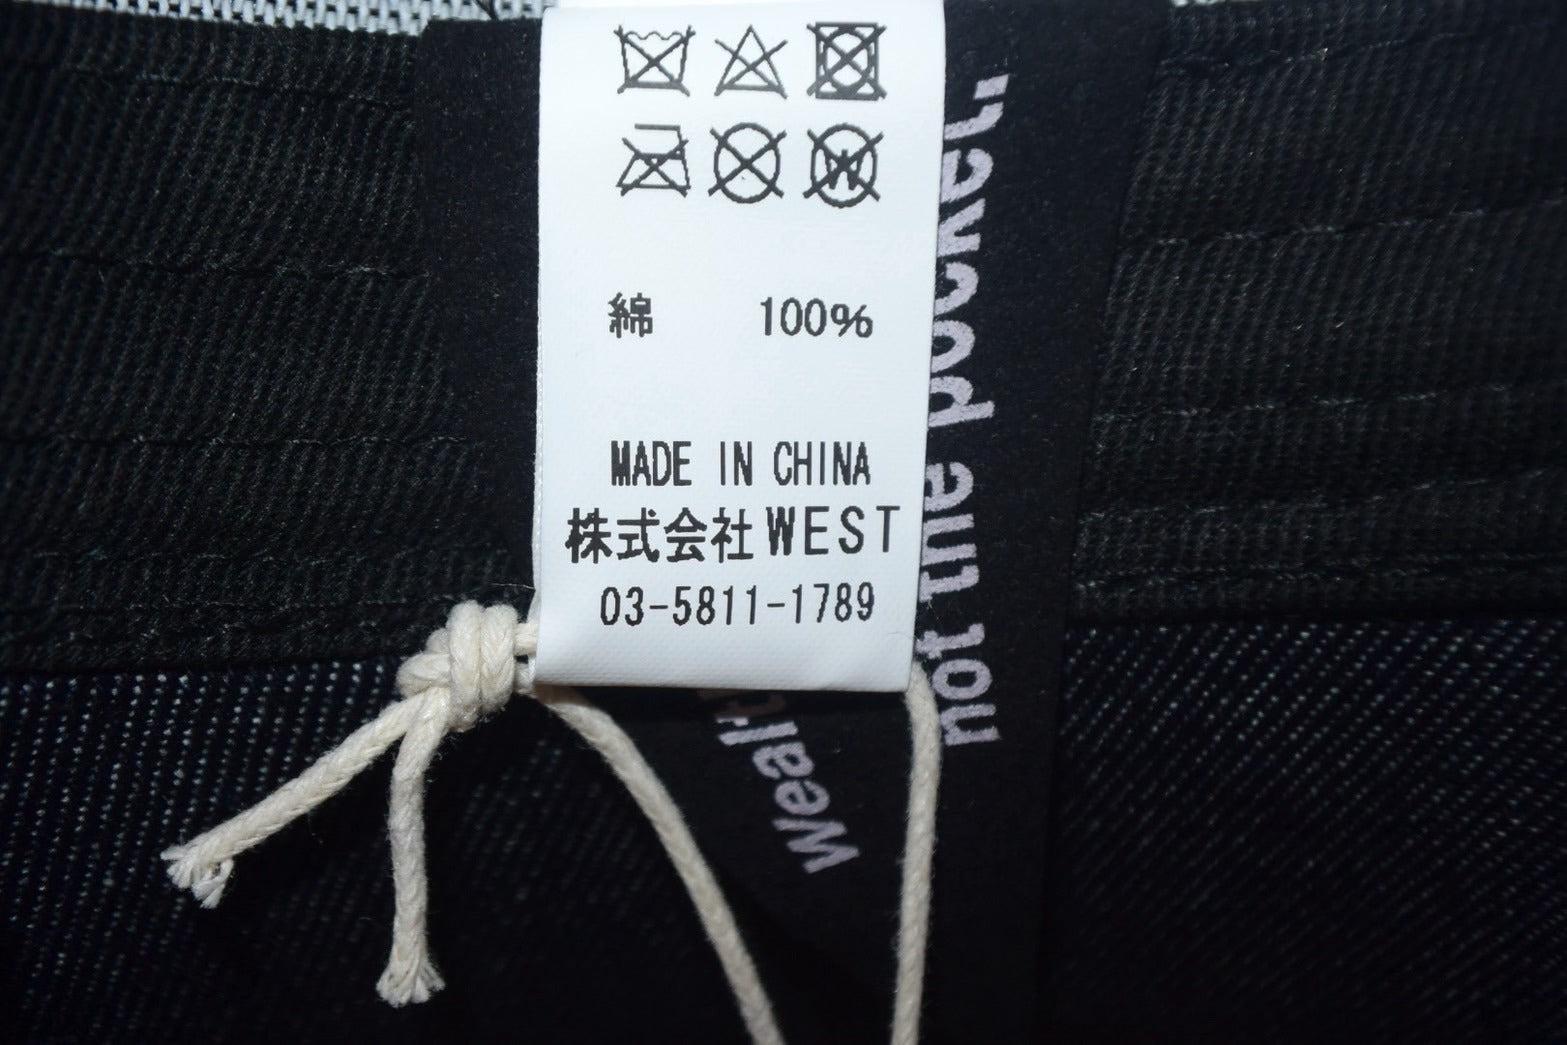 綿 100%
MADE IN CHINA
株式会社WEST
03-5811-1789
not the pocket,